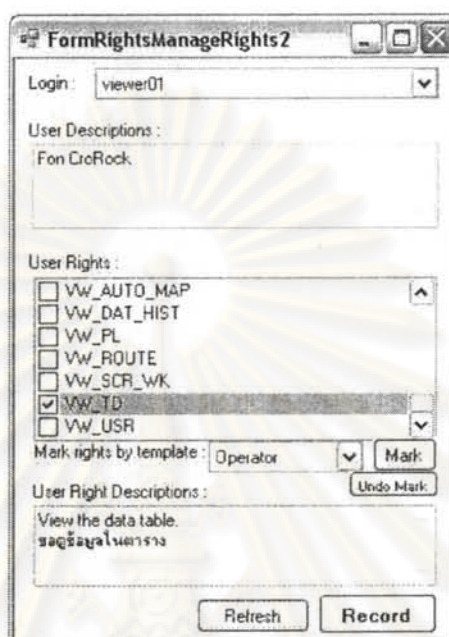 FormRightsManageRights2
Login : viewer01
User Descriptions :
Fon CroRock
User Rights :
VW_AUTO_MAP
VW_DAT_HIST
VW_PL
VW_ROUTE
VW_SCR_WK
VW_TD
VW_USR
Mark rights by template : Operator Mark
User Right Descriptions : Undo Mark
View the data table.
ขอดูข้อมูลในตาราง
Refresh Record